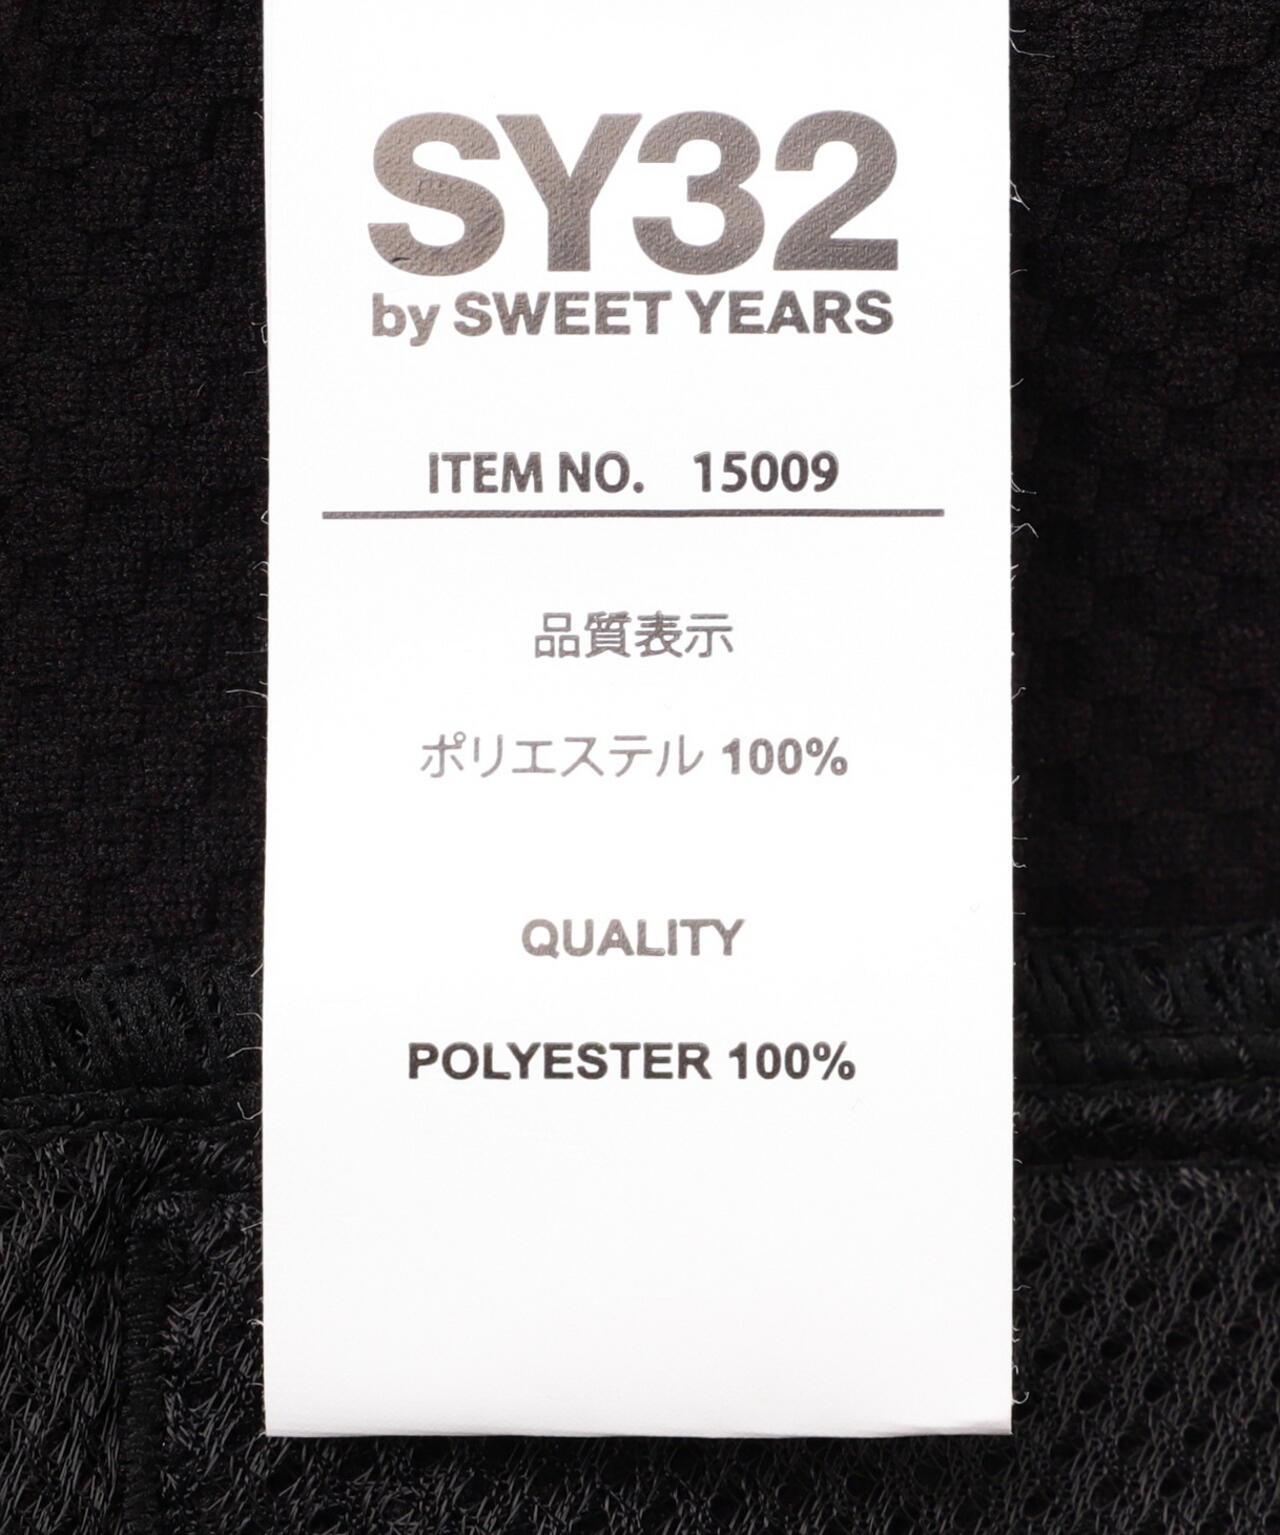 SY32
by SWEET YEARS
ITEM NO. 15009
品質表示
ポリエステル 100%
QUALITY
POLYESTER 100%